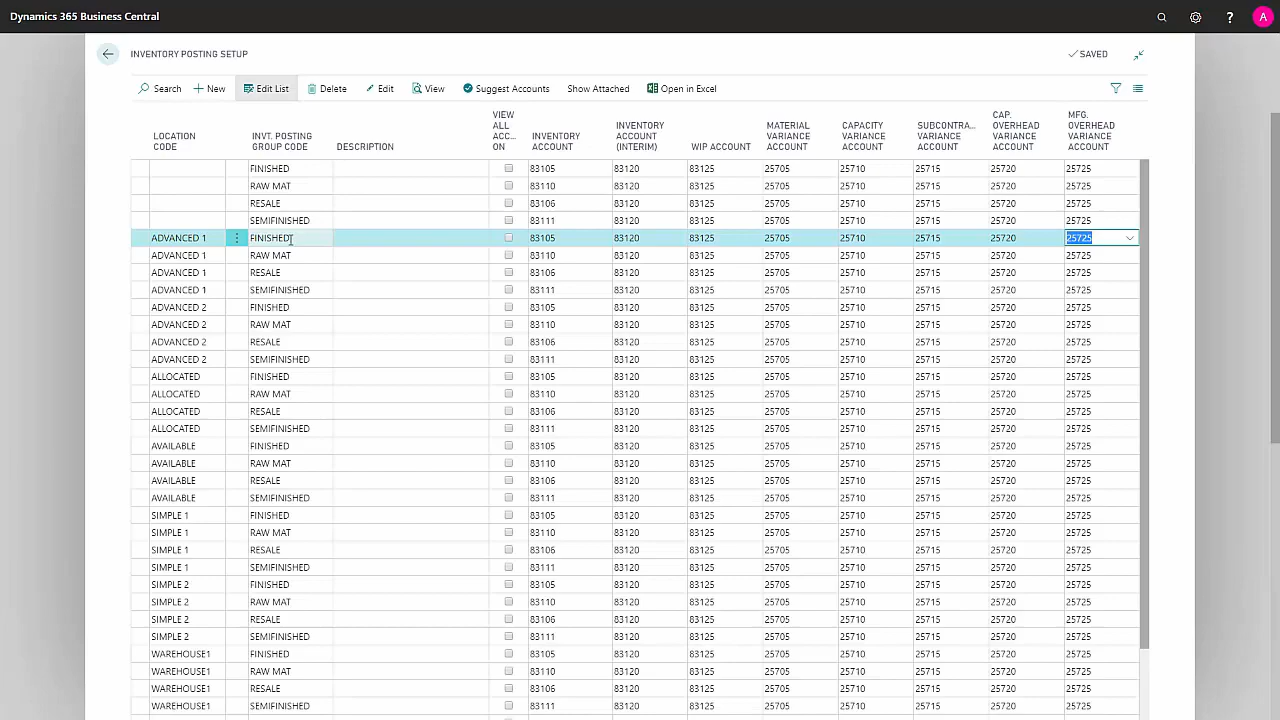 Dynamics 365 Business Central
?
A
INVENTORY POSTING SETUP
SAVED
Search
New
Edit List
Delete
Edit
View
Suggest Accounts
Show Attached
Open in Excel
LOCATION CODE INVT. POSTING GROUP CODE DESCRIPTION VIEW ALL ACC... ON INVENTORY ACCOUNT INVENTORY ACCOUNT (INTERIM) WIP ACCOUNT MATERIAL VARIANCE ACCOUNT CAPACITY VARIANCE ACCOUNT SUBCONTRA... VARIANCE ACCOUNT CAP. OVERHEAD VARIANCE ACCOUNT MFG. OVERHEAD VARIANCE ACCOUNT
FINISHED 83105 83120 83125 25705 25710 25715 25720 25725
RAW MAT 83110 83120 83125 25705 25710 25715 25720 25725
RESALE 83106 83120 83125 25705 25710 25715 25720 25725
SEMIFINISHED 83111 83120 83125 25705 25710 25715 25720 25725
ADVANCED 1 FINISHED 83105 83120 83125 25705 25710 25715 25720 25725
ADVANCED 1 RAW MAT 83110 83120 83125 25705 25710 25715 25720 25725
ADVANCED 1 RESALE 83106 83120 83125 25705 25710 25715 25720 25725
ADVANCED 1 SEMIFINISHED 83111 83120 83125 25705 25710 25715 25720 25725
ADVANCED 2 FINISHED 83105 83120 83125 25705 25710 25715 25720 25725
ADVANCED 2 RAW MAT 83110 83120 83125 25705 25710 25715 25720 25725
ADVANCED 2 RESALE 83106 83120 83125 25705 25710 25715 25720 25725
ADVANCED 2 SEMIFINISHED 83111 83120 83125 25705 25710 25715 25720 25725
ALLOCATED FINISHED 83105 83120 83125 25705 25710 25715 25720 25725
ALLOCATED RAW MAT 83110 83120 83125 25705 25710 25715 25720 25725
ALLOCATED RESALE 83106 83120 83125 25705 25710 25715 25720 25725
ALLOCATED SEMIFINISHED 83111 83120 83125 25705 25710 25715 25720 25725
AVAILABLE FINISHED 83105 83120 83125 25705 25710 25715 25720 25725
AVAILABLE RAW MAT 83110 83120 83125 25705 25710 25715 25720 25725
AVAILABLE RESALE 83106 83120 83125 25705 25710 25715 25720 25725
AVAILABLE SEMIFINISHED 83111 83120 83125 25705 25710 25715 25720 25725
SIMPLE 1 FINISHED 83105 83120 83125 25705 25710 25715 25720 25725
SIMPLE 1 RAW MAT 83110 83120 83125 25705 25710 25715 25720 25725
SIMPLE 1 RESALE 83106 83120 83125 25705 25710 25715 25720 25725
SIMPLE 1 SEMIFINISHED 83111 83120 83125 25705 25710 25715 25720 25725
SIMPLE 2 FINISHED 83105 83120 83125 25705 25710 25715 25720 25725
SIMPLE 2 RAW MAT 83110 83120 83125 25705 25710 25715 25720 25725
SIMPLE 2 RESALE 83106 83120 83125 25705 25710 25715 25720 25725
SIMPLE 2 SEMIFINISHED 83111 83120 83125 25705 25710 25715 25720 25725
WAREHOUSE1 FINISHED 83105 83120 83125 25705 25710 25715 25720 25725
WAREHOUSE1 RAW MAT 83110 83120 83125 25705 25710 25715 25720 25725
WAREHOUSE1 RESALE 83106 83120 83125 25705 25710 25715 25720 25725
WAREHOUSE1 SEMIFINISHED 83111 83120 83125 25705 25710 25715 25720 25725